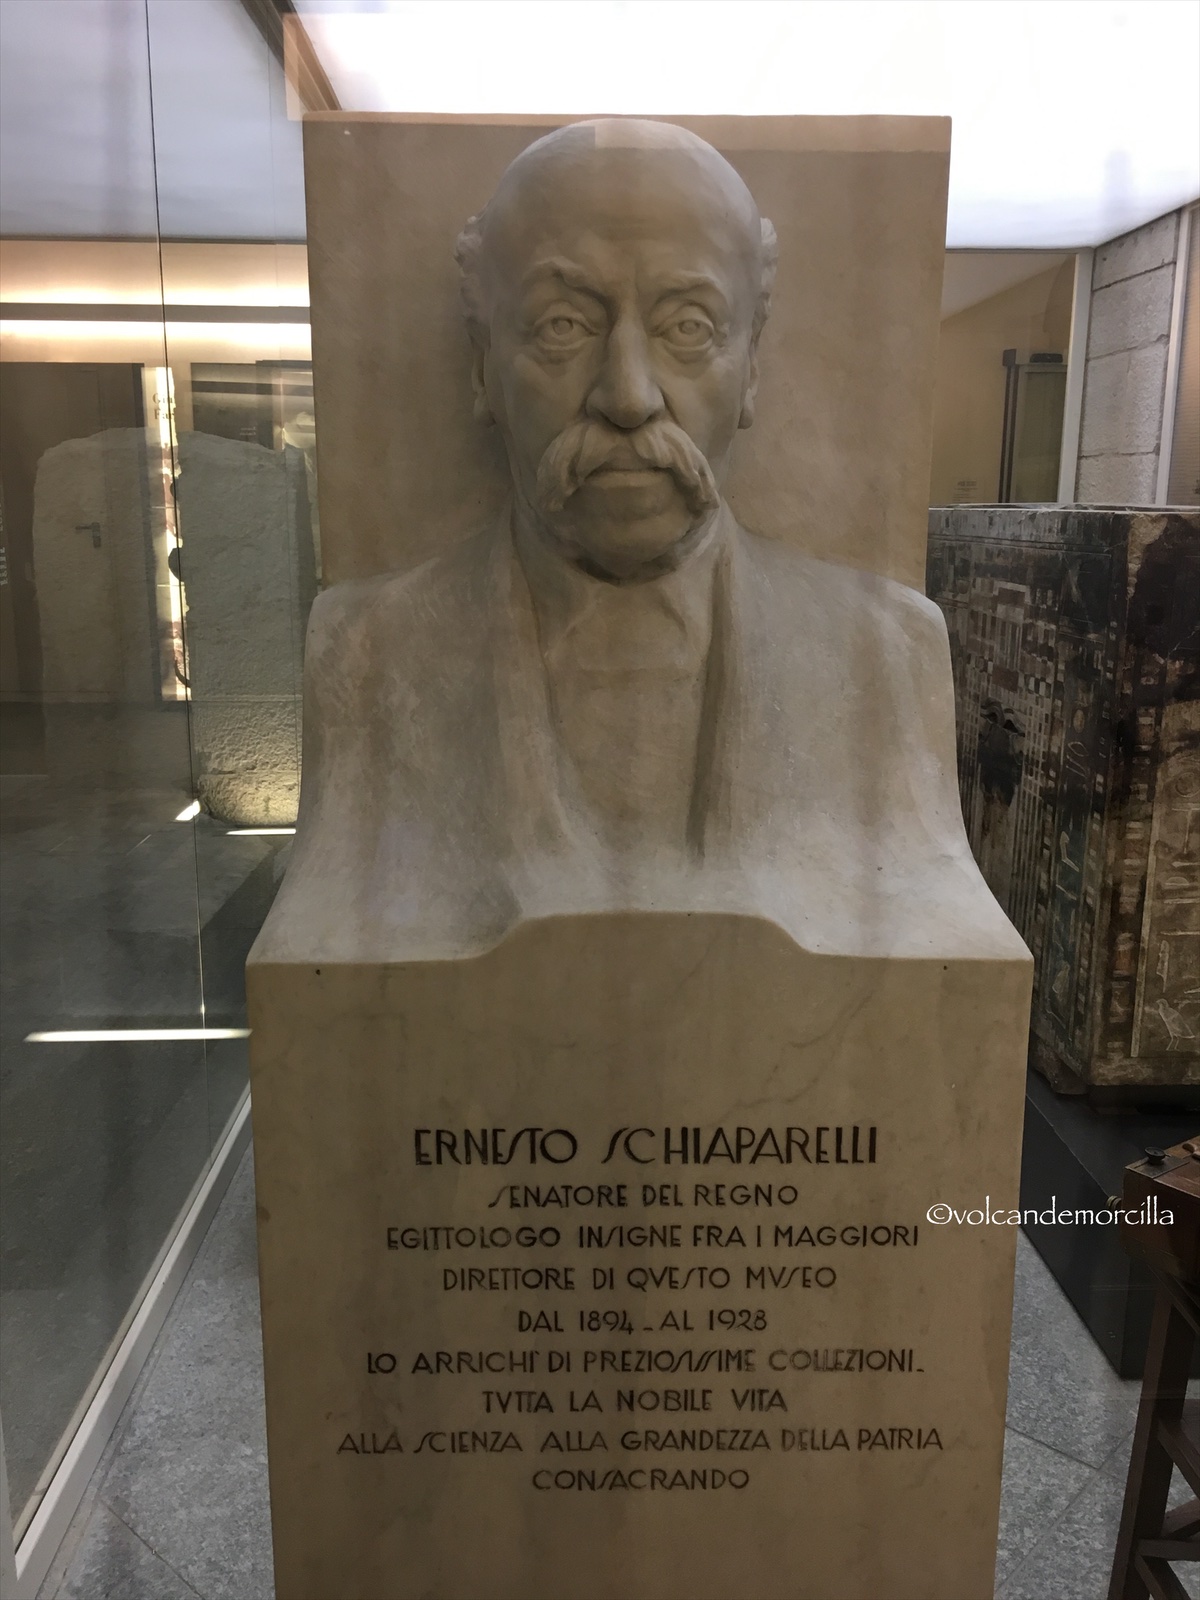 ERNESTO SCHIAPARELLI
SENATORE DEL REGNO
EGITTOLOGO INSIGNE FRA I MAGGIORI
DIRETTORE DI QVESTO MVSEO
DAL 1894 - AL 1928
LO ARRICHI' DI PREZIOSISSIME COLLEZIONI -
TVTTA LA NOBILE VITA
ALLA SCIENZA ALLA GRANDEZZA DELLA PATRIA
CONSACRANDO
©volcandemorcilla